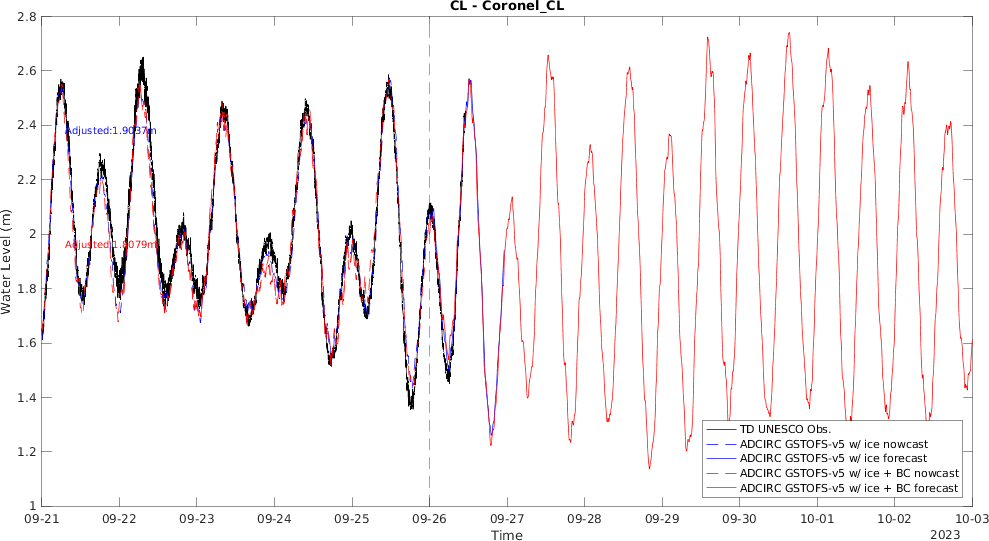 CL - Coronel_CL
2.8
2.6
2.4
2.2
2
1.8
1.6
1.4
1.2
1
Water Level (m)
Adjusted:1.9037m
Adjusted:1.8079m
TD UNESCO Obs.
ADCIRC GSTOFS-v5 w/ ice nowcast
ADCIRC GSTOFS-v5 w/ ice forecast
ADCIRC GSTOFS-v5 w/ ice + BC nowcast
ADCIRC GSTOFS-v5 w/ ice + BC forecast
09-21 09-22 09-23 09-24 09-25 09-26 09-27 09-28 09-29 09-30 10-01 10-02 10-03
Time
2023